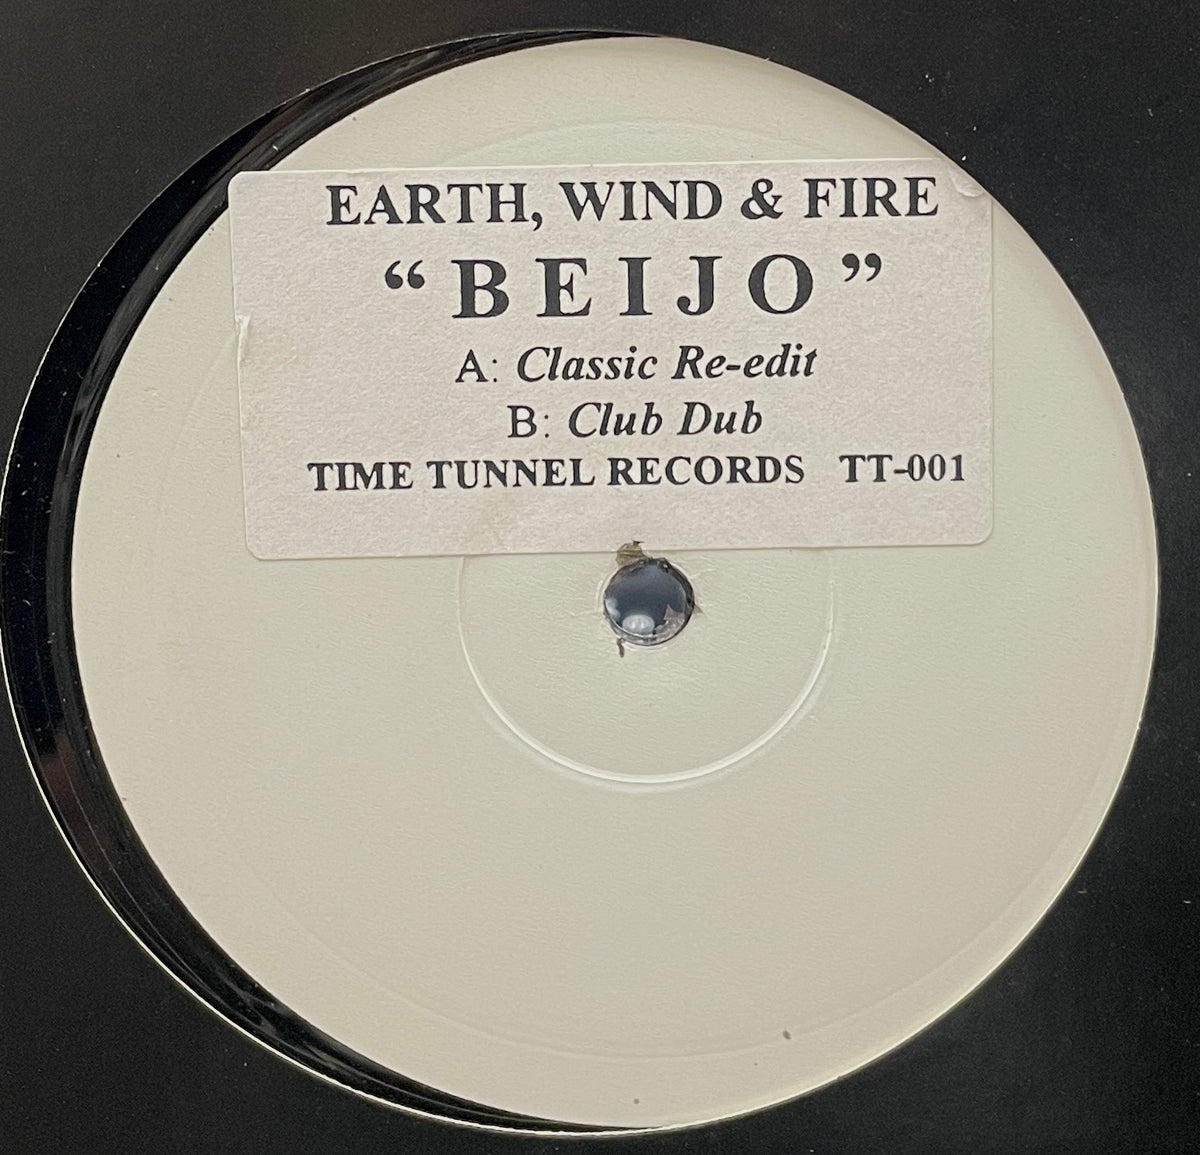 EARTH, WIND & FIRE
“BEIJO”
A: Classic Re-edit
B: Club Dub
TIME TUNNEL RECORDS TT-001